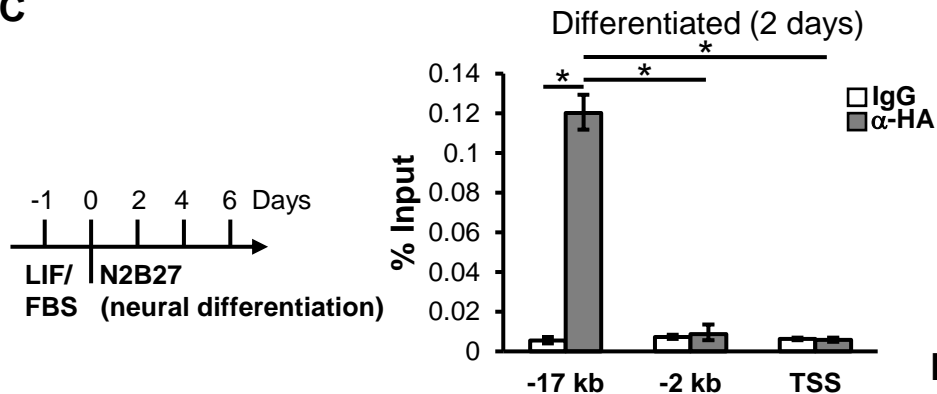 C
Differentiated (2 days)
*
* *
IgG
α-HA
% Input
0.14
0.12
0.1
0.08
0.06
0.04
0.02
0
-17 kb -2 kb TSS
-1 0 2 4 6 Days
LIF/ N2B27
FBS (neural differentiation)